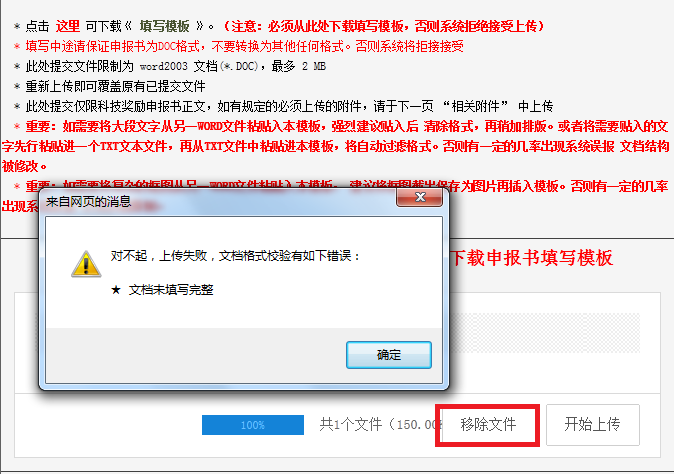 * 点击 这里 可下载《 填写模板 》。（注意：必须从此处下载填写模板，否则系统拒绝接受上传）
* 填写中途请保证申报书为DOC格式，不要转换为其他任何格式。否则系统将拒接接受
* 此处提交文件限制为 word2003 文档(*.DOC)，最多 2 MB
* 重新上传即可覆盖原有已提交文件
* 此处提交仅限科技奖励申报书正文，如有规定的必须上传的附件，请于下一页 “相关附件” 中上传
* 重要：如需要将大段文字从另一WORD文件粘贴入本模板，强烈建议贴入后 清除格式，再稍加排版。或者将需要贴入的文
字先行粘贴进一个TXT文本文件，再从TXT文件中粘贴进本模板，将自动过滤格式。否则有一定的几率出现系统误报 文档结构
被修改。
* 重要：如需要将复杂的框图从另一WORD文件粘贴入本模板， 建议将框图截出保存为图片再插入模板。否则有一定的几率
出现系
来自网页的消息
对不起，上传失败，文档格式校验有如下错误：
★ 文档未填写完整
确定
下载申报书填写模板
100%
共1个文件（150.00
移除文件
开始上传